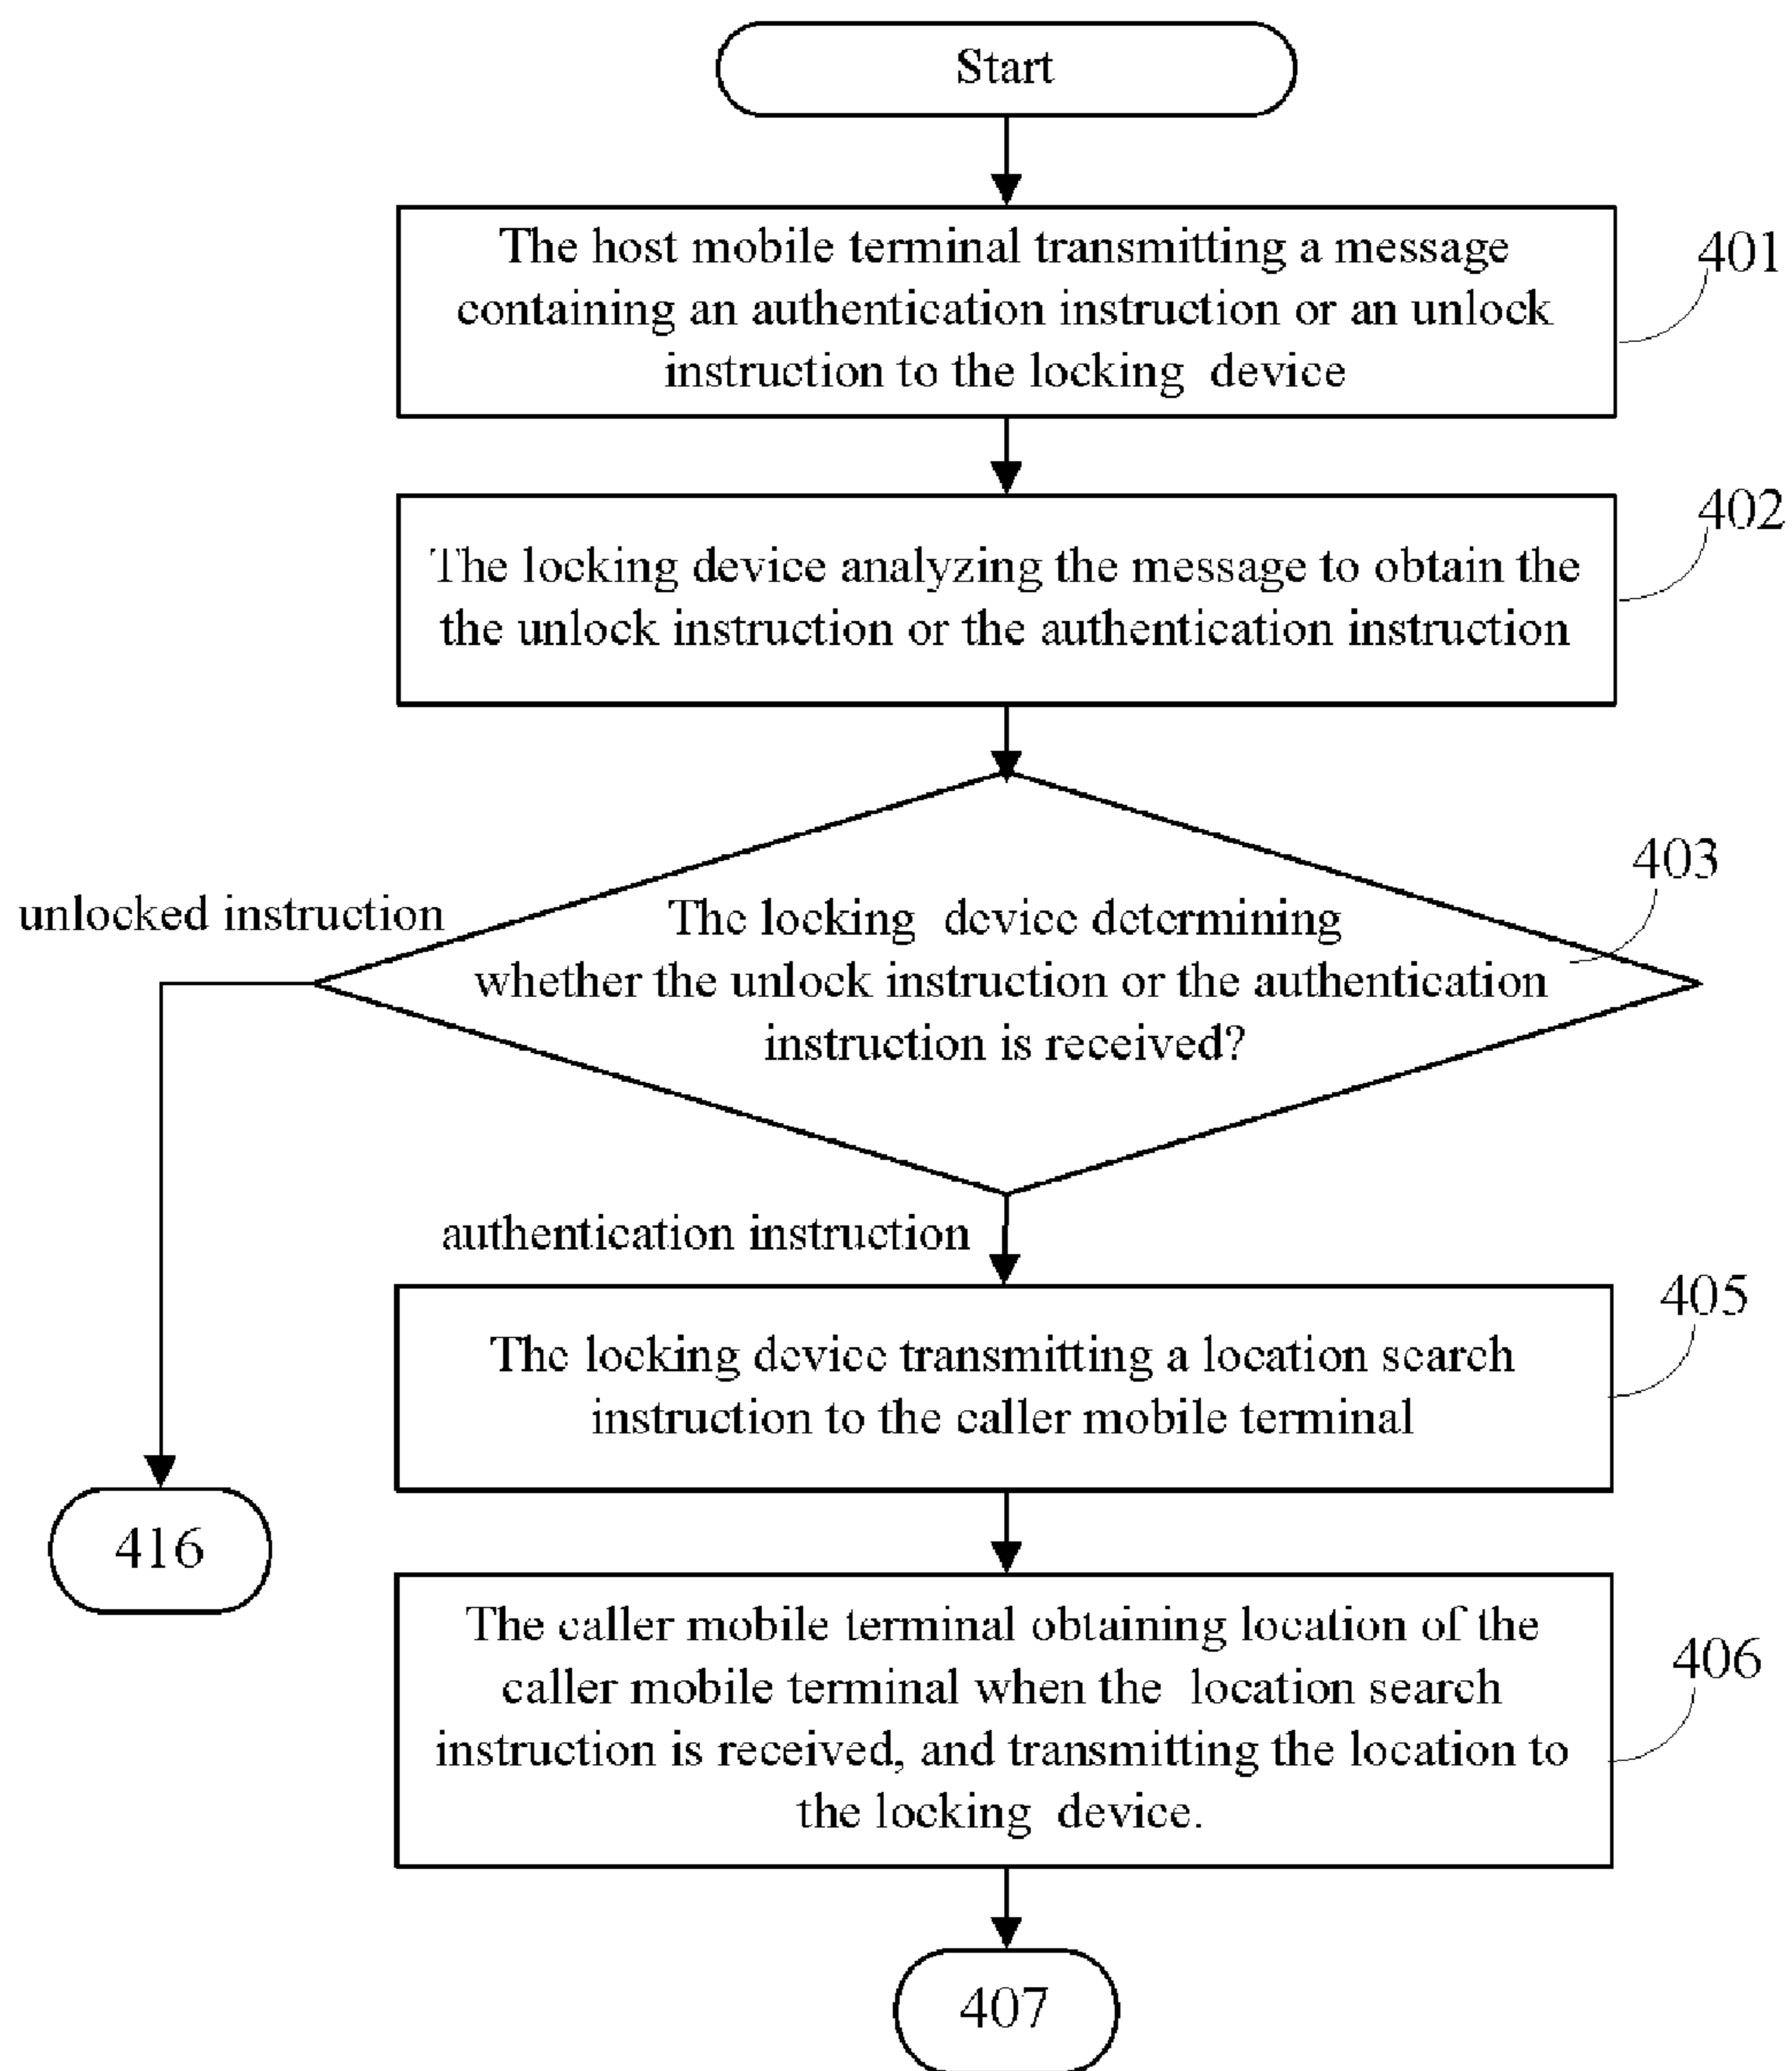 Start
The host mobile terminal transmitting a message
containing an authentication instruction or an unlock
instruction to the locking device
401
The locking device analyzing the message to obtain the
the unlock instruction or the authentication instruction
402
403
unlocked instruction
The locking device determining
whether the unlock instruction or the authentication
instruction is received?
authentication instruction
The locking device transmitting a location search
instruction to the caller mobile terminal
405
416
The caller mobile terminal obtaining location of the
caller mobile terminal when the location search
instruction is received, and transmitting the location to
the locking device.
406
407